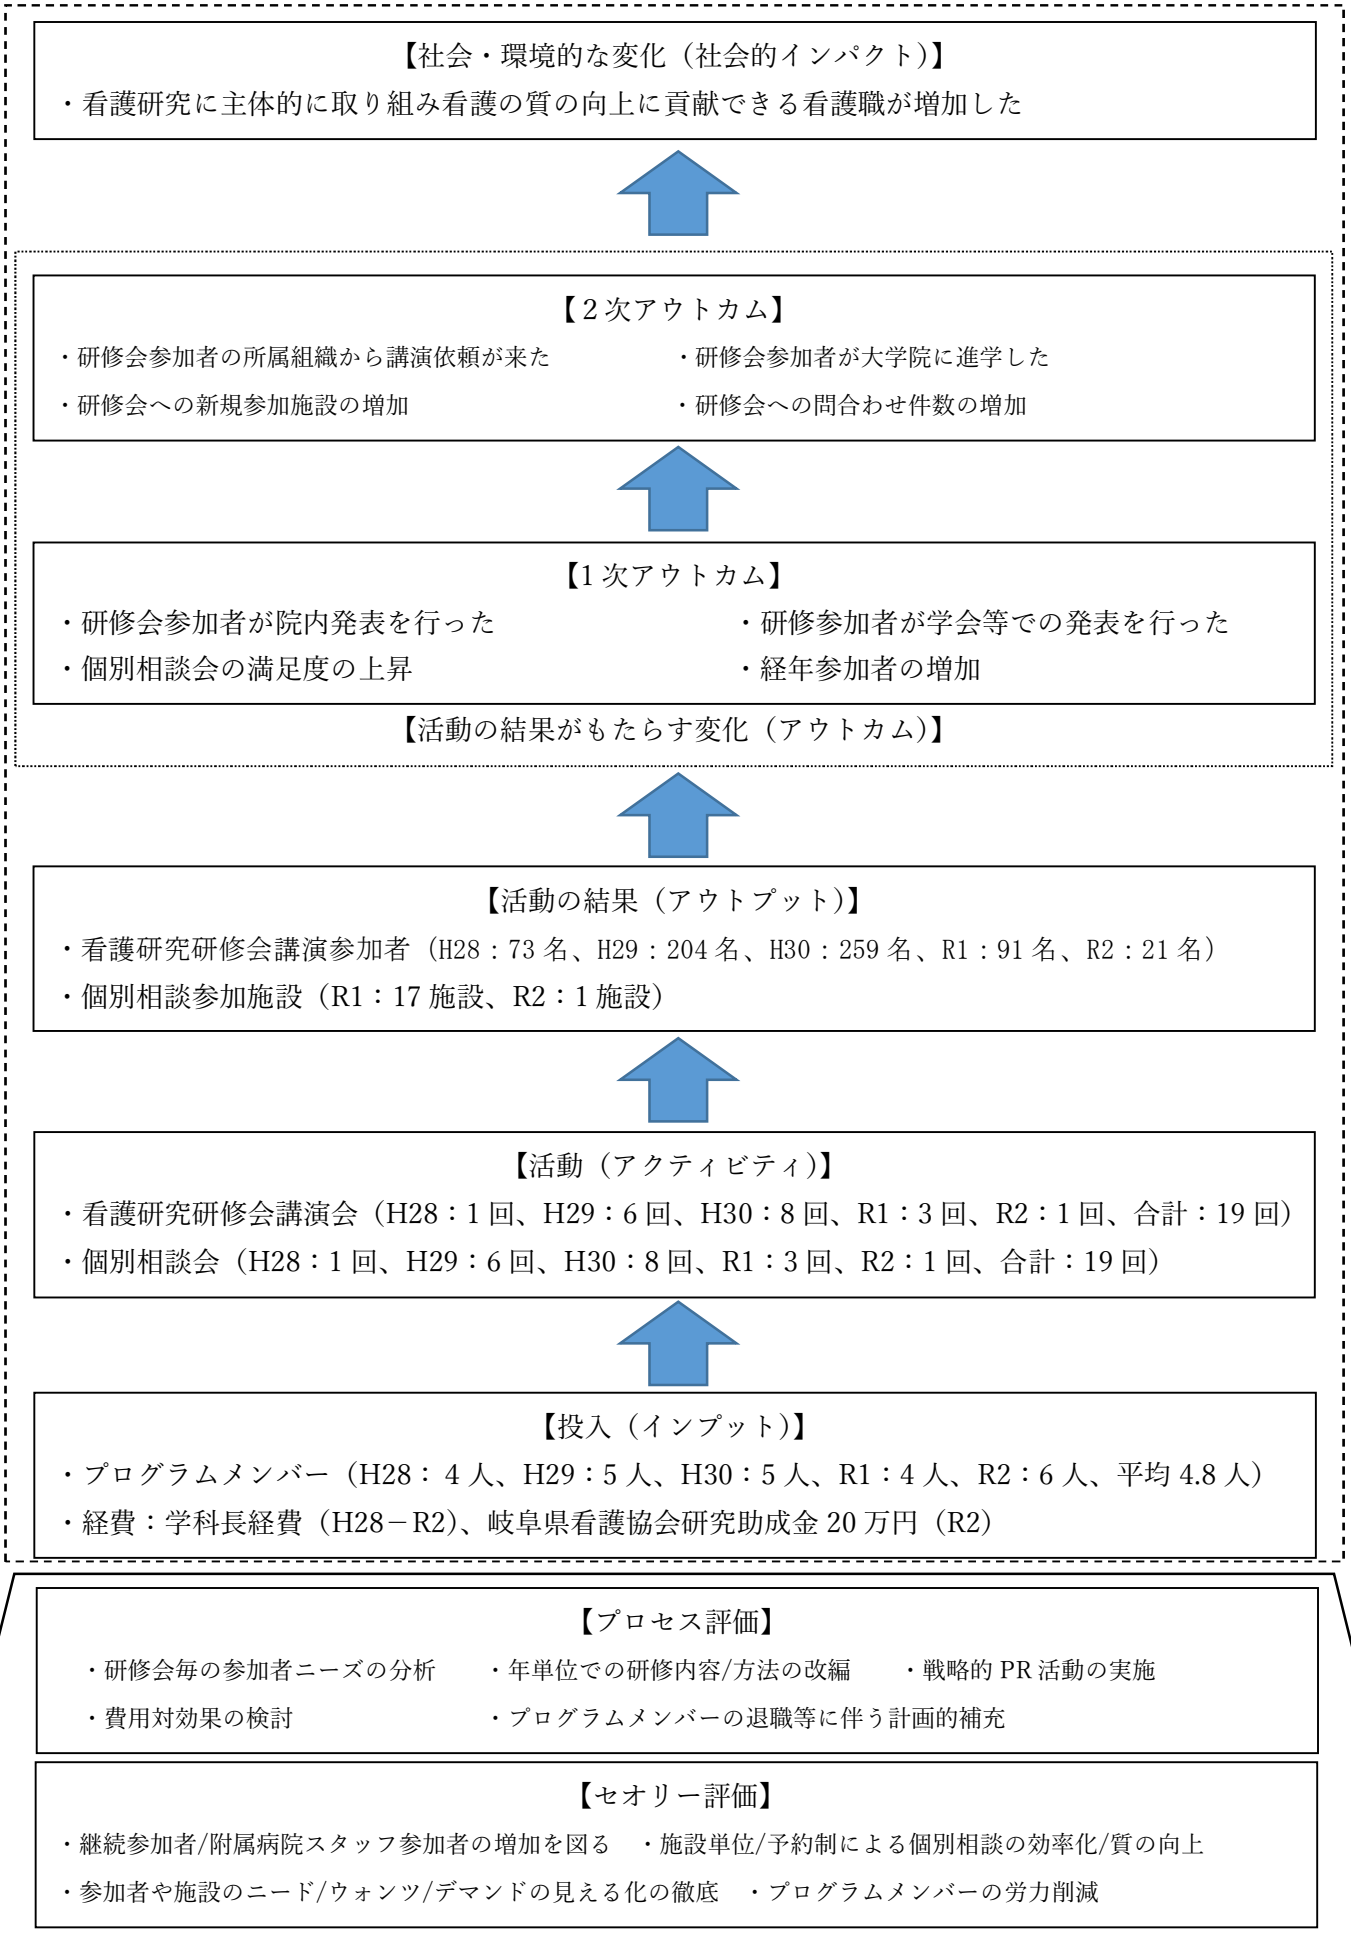 【社会・環境的な変化（社会的インパクト）】
・看護研究に主体的に取り組み看護の質の向上に貢献できる看護職が増加した
【２次アウトカム】
・研修会参加者の所属組織から講演依頼が来た　・研修会参加者が大学院に進学した
・研修会への新規参加施設の増加　・研修会への問合わせ件数の増加
【1 次アウトカム】
・研修会参加者が院内発表を行った　・研修参加者が学会等での発表を行った
・個別相談会の満足度の上昇　・経年参加者の増加
【活動の結果がもたらす変化（アウトカム）】
【活動の結果（アウトプット）】
・看護研究研修会講演参加者（H28：73 名、H29：204 名、H30：259 名、R1：91 名、R2：21 名）
・個別相談参加施設（R1：17 施設、R2：1 施設）
【活動（アクティビティ）】
・看護研究研修会講演会（H28：1 回、H29：6 回、H30：8 回、R1：3 回、R2：1 回、合計：19 回）
・個別相談会（H28：1 回、H29：6 回、H30：8 回、R1：3 回、R2：1 回、合計：19 回）
【投入（インプット）】
・プログラムメンバー（H28：４人、H29：5 人、H30：5 人、R1：4 人、R2：6 人、平均 4.8 人）
・経費：学科長経費（H28－R2）、岐阜県看護協会研究助成金 20 万円（R2）
【プロセス評価】
・研修会毎の参加者ニーズの分析　・年単位での研修内容/方法の改編　・戦略的 PR 活動の実施
・費用対効果の検討　・プログラムメンバーの退職等に伴う計画的補充
【セオリー評価】
・継続参加者/附属病院スタッフ参加者の増加を図る　・施設単位/予約制による個別相談の効率化/質の向上
・参加者や施設のニード/ウォンツ/デマンドの見える化の徹底　・プログラムメンバーの労力削減